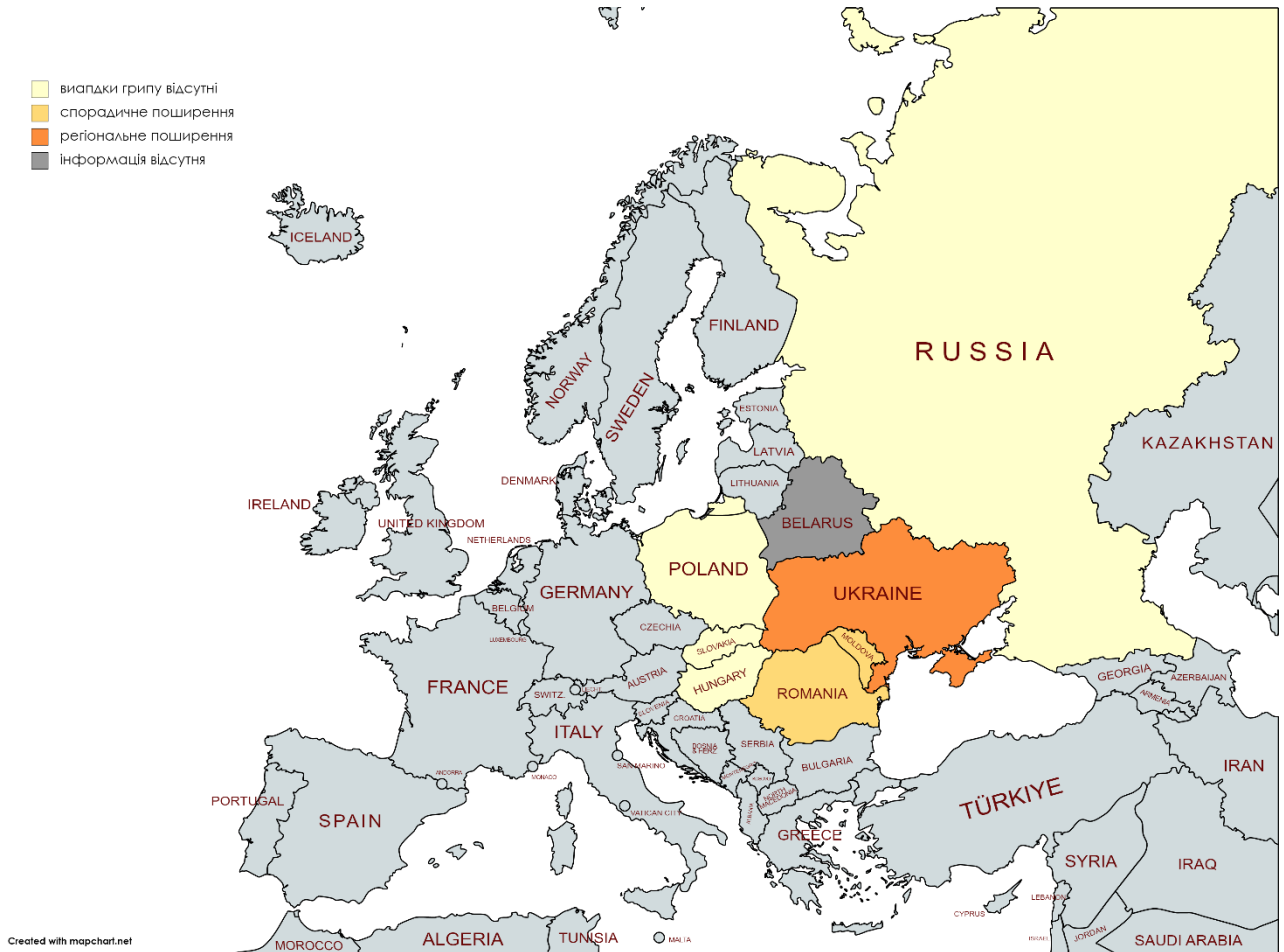 виапдки грипу відсутні
спорадичне поширення
регіональне поширення
інформація відсутня
ICELAND
FINLAND
RUSSIA
NORWAY
SWEDEN
ESTONIA
KAZAKHSTAN
LATVIA
DENMARK
LITHUANIA
IRELAND
UNITED KINGDOM
BELARUS
NETHERLANDS
POLAND
GERMANY
UKRAINE
BELGIUM
CZECHIA
LUXEMBOURG
SLOVAKIA
MOLDOVA
GEORGIA
AZERBAIJAN
AUSTRIA
HUNGARY
FRANCE
SWITZ.
LIECHT.
ROMANIA
ARMENIA
SLOVENIA
CROATIA
ITALY
BOSNIA
& HERZ.
SERBIA
BULGARIA
SAN MARINO
IRAN
MONTENEGRO
ANDORRA
MONACO
NORTH
MACEDONIA
TÜRKIYE
PORTUGAL
SPAIN
VATICAN CITY
ALBANIA
GREECE
SYRIA
IRAQ
LEBANON
CYPRUS
Created with mapchart.net
MOROCCO
ALGERIA
TUNISIA
MALTA
ISRAEL
JORDAN
SAUDI ARABIA